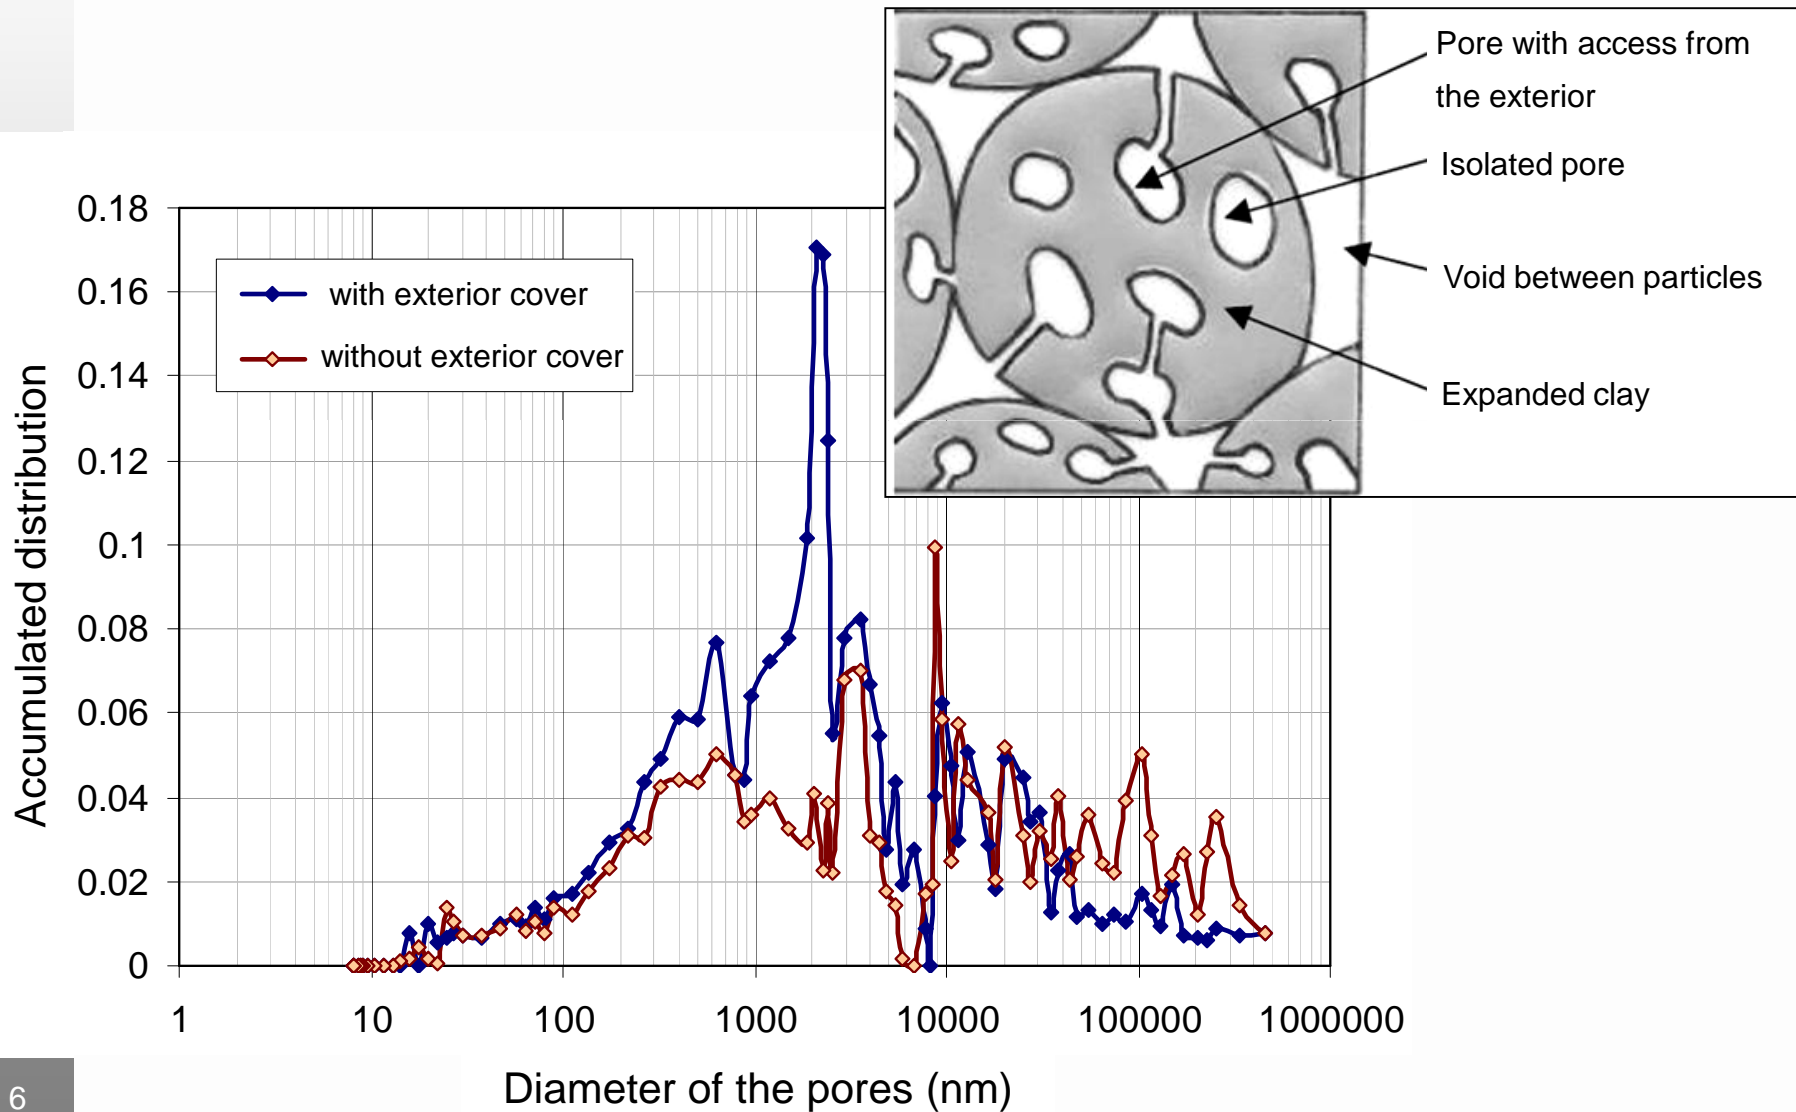 Pore with access from
the exterior
Isolated pore
Void between particles
Expanded clay
0.18
0.16
0.14
0.12
0.1
0.08
0.06
0.04
0.02
0
with exterior cover
without exterior cover
Accumulated distribution
1 10 100 1000 10000 100000 1000000
Diameter of the pores (nm)
6